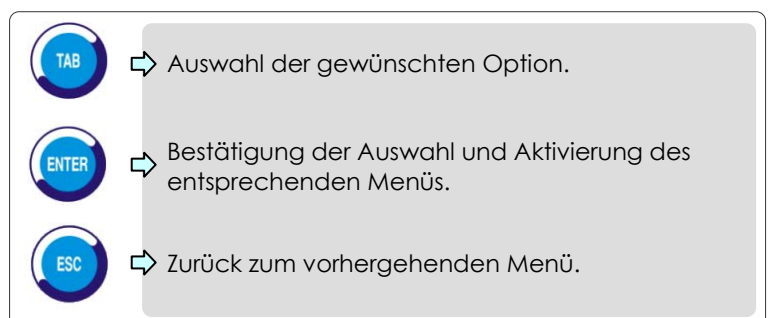 TAB
Auswahl der gewünschten Option.
ENTER
Bestätigung der Auswahl und Aktivierung des
entsprechenden Menüs.
ESC
Zurück zum vorhergehenden Menü.